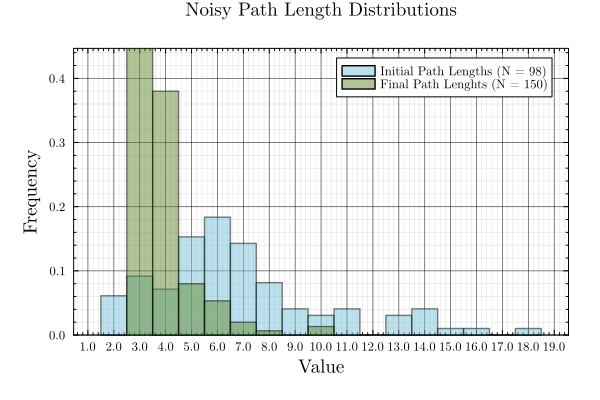 Noisy Path Length Distributions
Initial Path Lengths (N = 98)
Final Path Lenghts (N = 150)
Frequency
0.4
0.3
0.2
0.1
0.0
1.0 2.0 3.0 4.0 5.0 6.0 7.0 8.0 9.0 10.0 11.0 12.0 13.0 14.0 15.0 16.0 17.0 18.0 19.0
Value